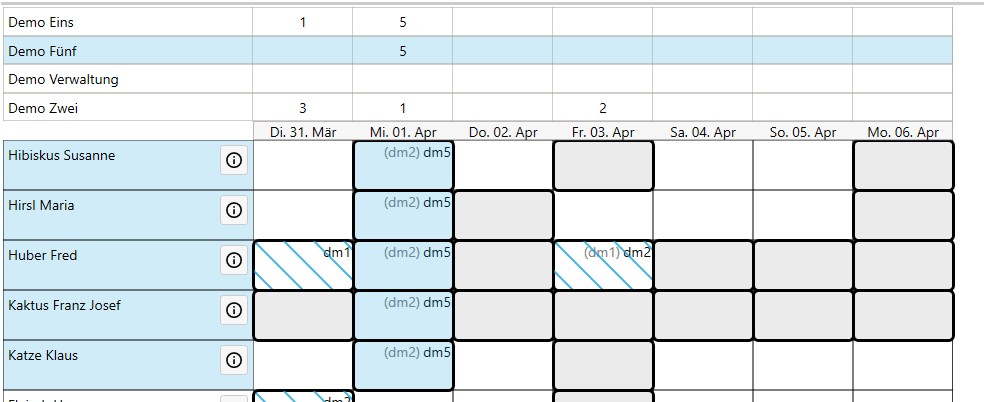 Demo Eins 1 5
Demo Fünf 5
Demo Verwaltung
Demo Zwei 3 1 2
Di. 31. Mär Mi. 01. Apr Do. 02. Apr Fr. 03. Apr Sa. 04. Apr So. 05. Apr Mo. 06. Apr
Hibiskus Susanne (dm2) dm5
Hirsl Maria (dm2) dm5
Huber Fred dm1 (dm2) dm5 (dm1) dm2
Kaktus Franz Josef (dm2) dm5
Katze Klaus (dm2) dm5
dm2